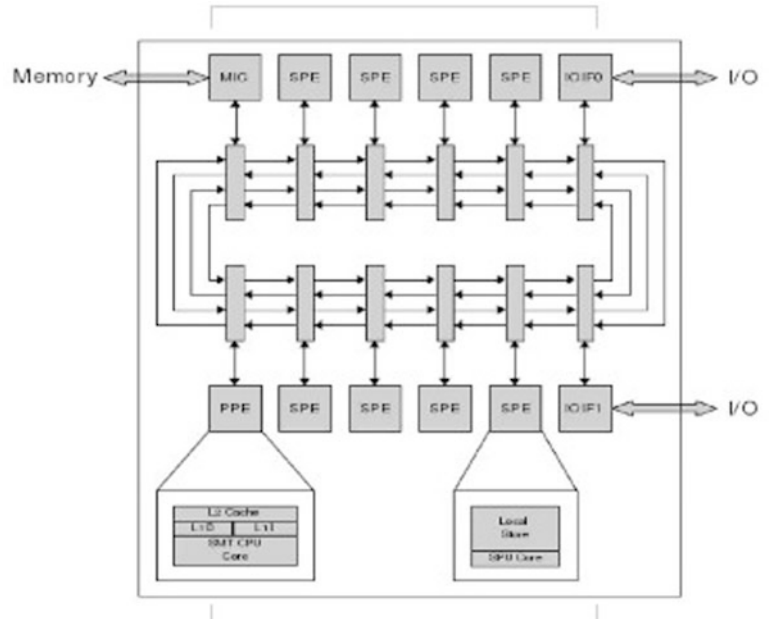 Memory MIC SPE SPE SPE SPE IOIF0 I/O
PPE SPE SPE SPE SPE IOIF1 I/O
L2 Cache
L1D L1I
SMT CPU
Core
Local
Store
SPU Core